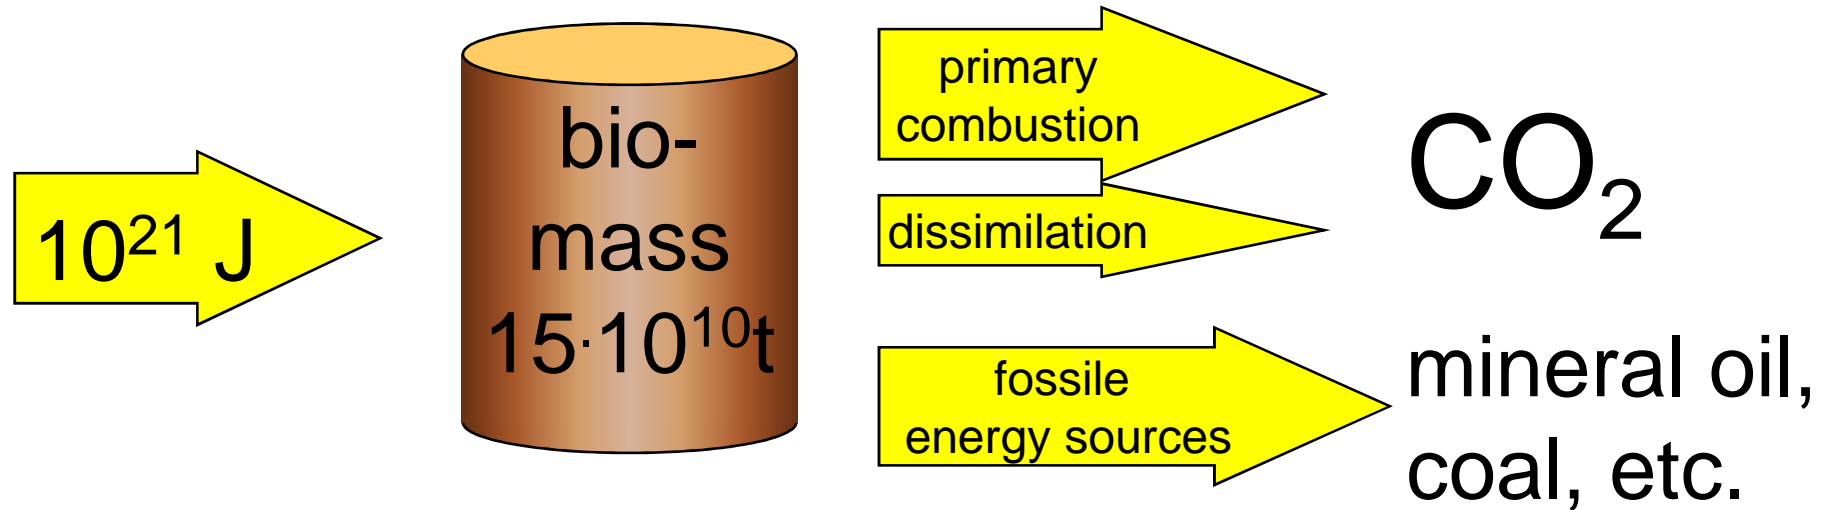 10²¹ J
bio-
mass
15·10¹⁰t
primary
combustion
dissimilation
CO₂
fossile
energy sources
mineral oil,
coal, etc.